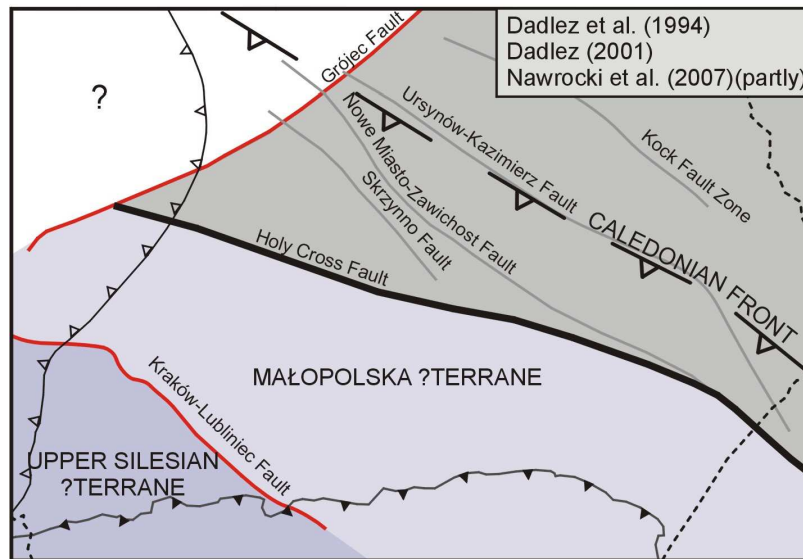 Dadlez et al. (1994)
Dadlez (2001)
Nawrocki et al. (2007)(partly)
?
Grójec Fault
Ursynów-Kazimierz Fault
Kock Fault Zone
Nowe Miasto-Zawichost Fault
Skrzynno Fault
Holy Cross Fault
CALEDONIAN FRONT
MAŁOPOLSKA ?TERRANE
Kraków-Lubliniec Fault
UPPER SILESIAN
?TERRANE